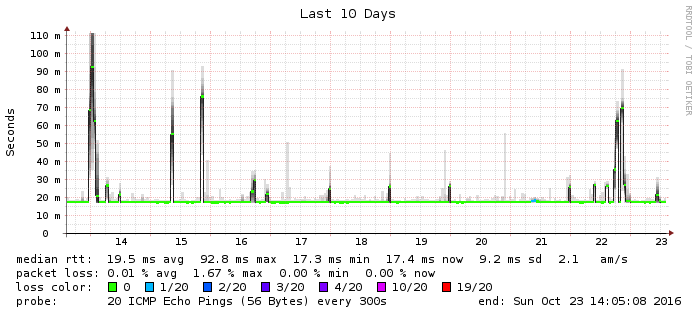 Last 10 Days
RRDTOOL / TOBI OETIKER
Seconds
110 m
100 m
90 m
80 m
70 m
60 m
50 m
40 m
30 m
20 m
10 m
0
14 15 16 17 18 19 20 21 22 23
median rtt: 19.5 ms avg 92.8 ms max 17.3 ms min 17.4 ms now 9.2 ms sd 2.1 am/s
packet loss: 0.01 % avg 1.67 % max 0.00 % min 0.00 % now
loss color: 0 1/20 2/20 3/20 4/20 10/20 19/20
probe: 20 ICMP Echo Pings (56 Bytes) every 300s end: Sun Oct 23 14:05:08 2016